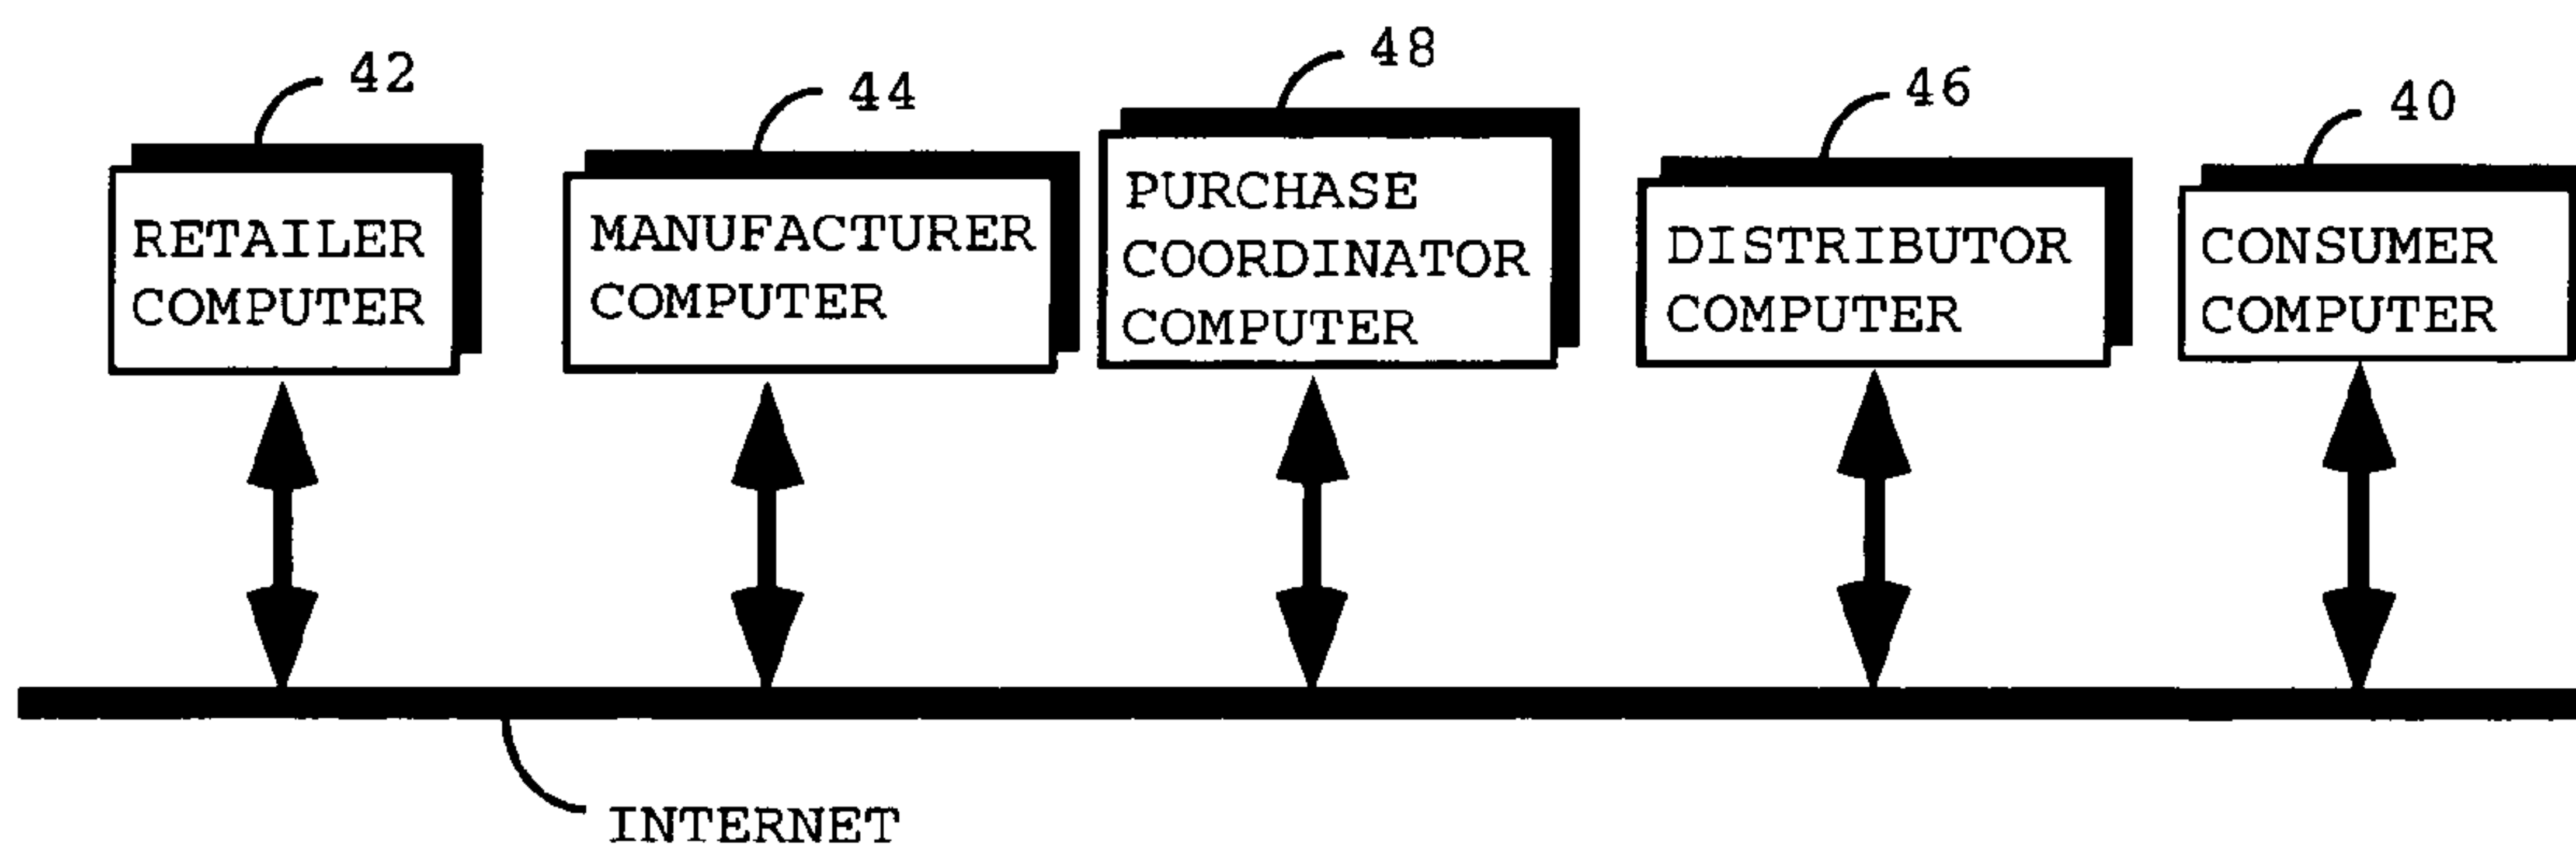 42
RETAILER
COMPUTER
44
MANUFACTURER
COMPUTER
48
PURCHASE
COORDINATOR
COMPUTER
46
DISTRIBUTOR
COMPUTER
40
CONSUMER
COMPUTER
INTERNET